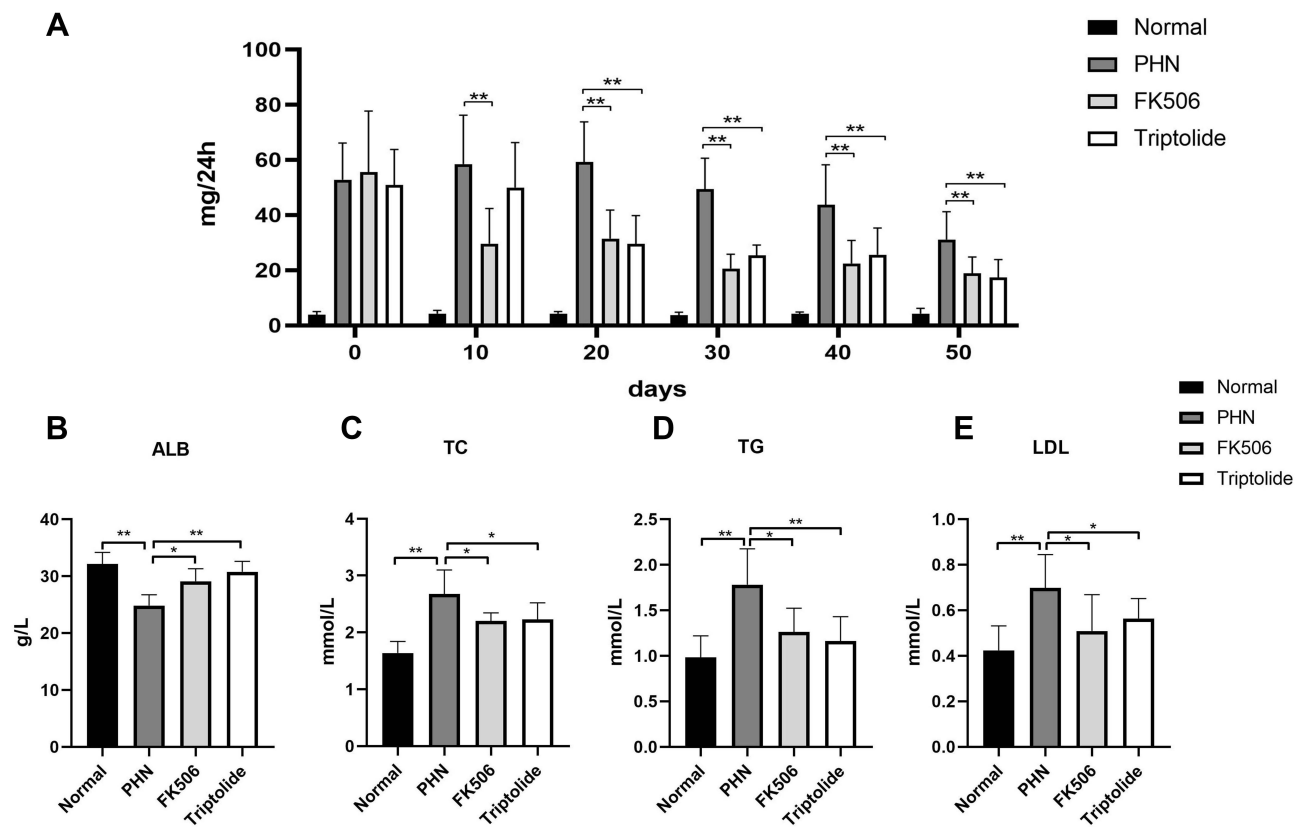 A
Normal
PHN
FK506
Triptolide
100
80
60
40
20
0
mg/24h
**
** **
** **
** **
** **
0 10 20 30 40 50
days
Normal
PHN
FK506
Triptolide
B
ALB
40
30
20
10
0
g/L
** * **
Normal PHN FK506 Triptolide
C
TC
4
3
2
1
0
mmol/L
** * *
Normal PHN FK506 Triptolide
D
TG
2.5
2.0
1.5
1.0
0.5
0.0
mmol/L
** * **
Normal PHN FK506 Triptolide
E
LDL
1.0
0.8
0.6
0.4
0.2
0.0
mmol/L
** * *
Normal PHN FK506 Triptolide